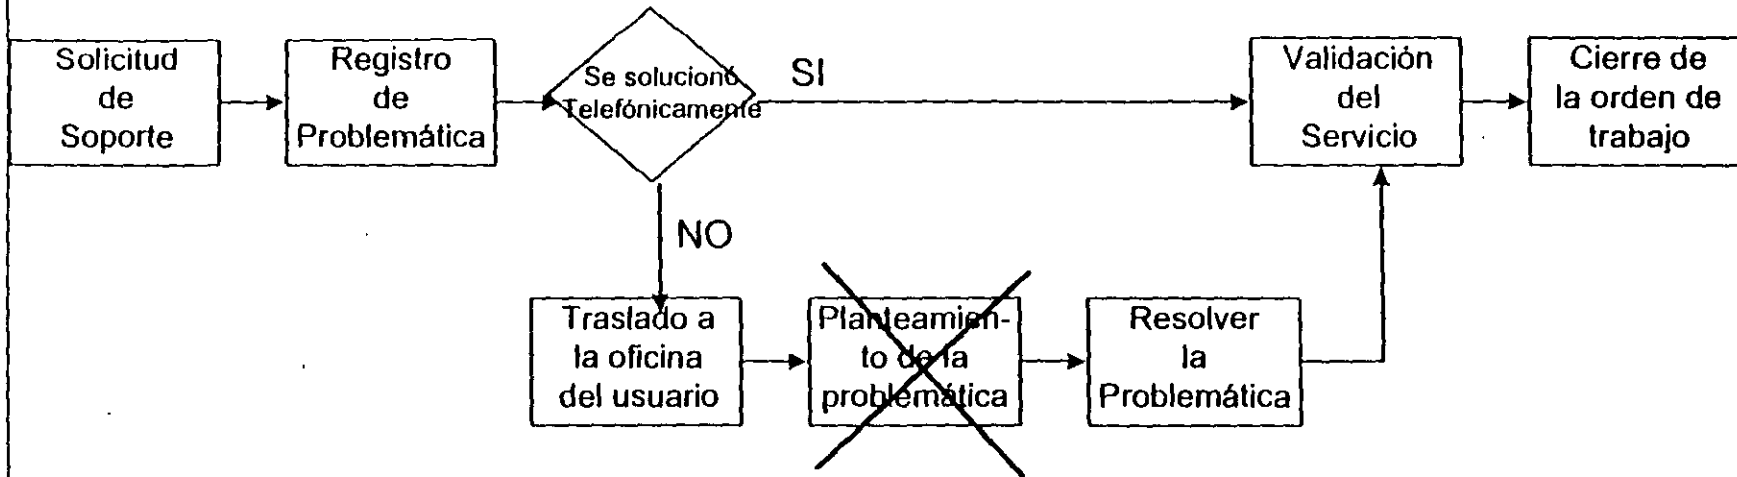 Solicitud
de
Soporte
Registro
de
Problemática
Se solucionó
Telefónicamente
SI
Validación
del
Servicio
Cierre de
la orden de
trabajo
NO
Traslado a
la oficina
del usuario
Planteamien-
to de la
problemática
Resolver
la
Problemática